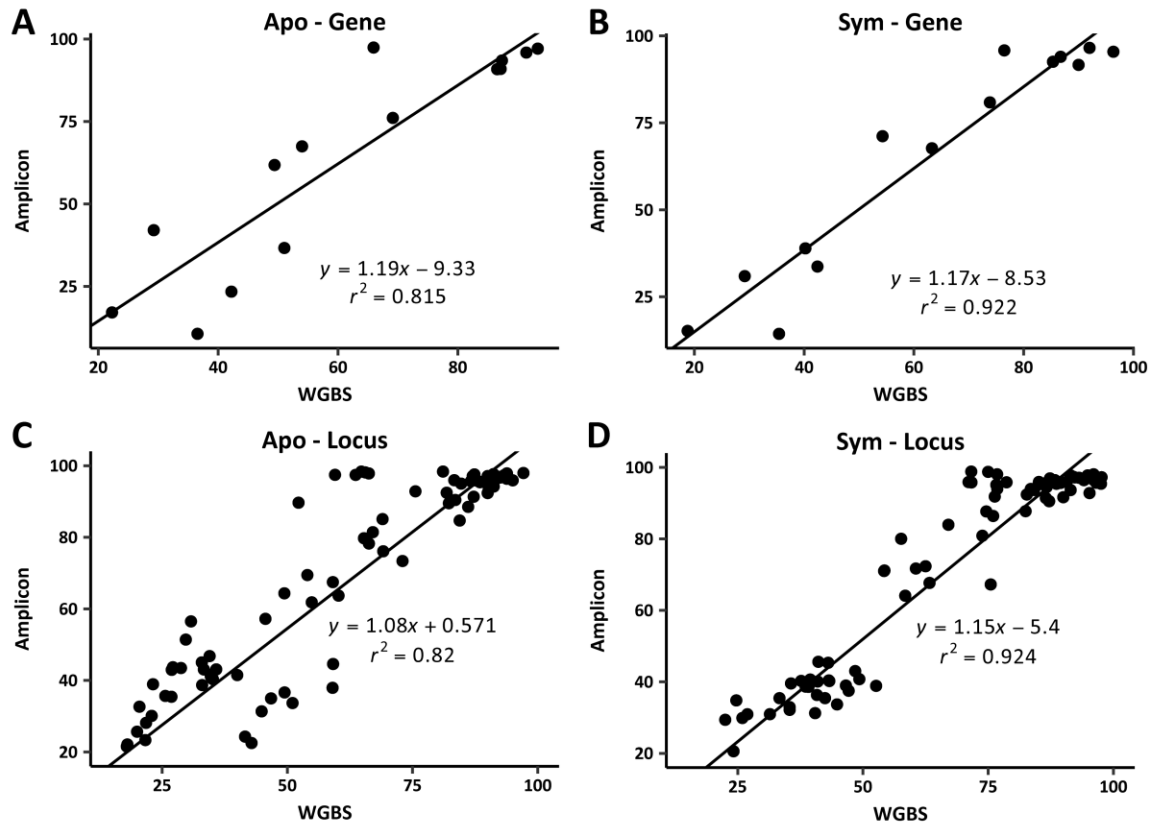 A
Apo - Gene
100
75
50
25
Amplicon
y = 1.19x − 9.33
r² = 0.815
20
40
60
80
WGBS
B
Sym - Gene
100
75
50
25
Amplicon
y = 1.17x − 8.53
r² = 0.922
20
40
60
80
100
WGBS
C
Apo - Locus
100
80
60
40
20
Amplicon
y = 1.08x + 0.571
r² = 0.82
25
50
75
100
WGBS
D
Sym - Locus
100
80
60
40
20
Amplicon
y = 1.15x − 5.4
r² = 0.924
25
50
75
100
WGBS